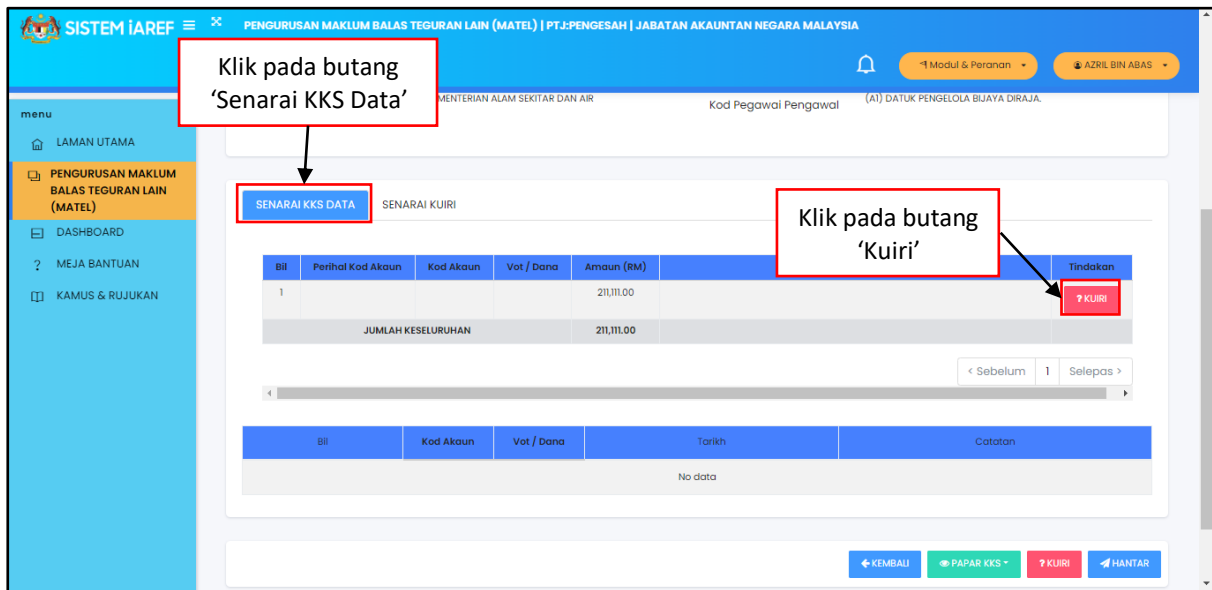 SISTEM iAREF
PENGURUSAN MAKLUM BALAS TEGURAN LAIN (MATEL) | PTJ:PENGESAH | JABATAN AKAUNTAN NEGARA MALAYSIA
Klik pada butang
‘Senarai KKS Data’
Modul & Peranan
AZRIL BIN ABAS
MENTERIAN ALAM SEKITAR DAN AIR
Kod Pegawai Pengawal
(A1) DATUK PENGELOLA BIJAYA DIRAJA.
menu
LAMAN UTAMA
PENGURUSAN MAKLUM
BALAS TEGURAN LAIN
(MATEL)
DASHBOARD
? MEJA BANTUAN
KAMUS & RUJUKAN
SENARAI KKS DATA SENARAI KUIRI
Klik pada butang
‘Kuiri’
Bil Perihal Kod Akaun Kod Akaun Vot / Dana Amaun (RM) Tindakan
1 211,111.00 ? KUIRI
JUMLAH KESELURUHAN 211,111.00
< Sebelum 1 Selepas >
Bil Kod Akaun Vot / Dana Tarikh Catatan
No data
KEMBALI PAPAR KKS ? KUIRI HANTAR